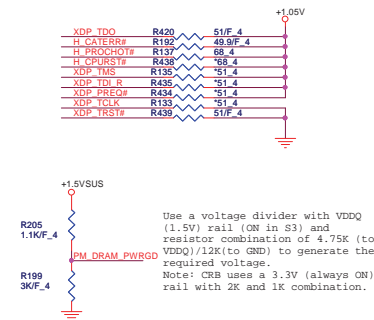 +1.05V
XDP_TDO R420 51/F_4
H_CATERR# R192 49.9/F_4
H_PROCHOT# R137 68_4
H_CPURST# R438 *68_4
XDP_TMS R135 *51_4
XDP_TDI_R R435 *51_4
XDP_PREQ# R434 *51_4
XDP_TCLK R133 *51_4
XDP_TRST# R439 51/F_4
+1.5VSUS
R205
1.1K/F_4
PM_DRAM_PWRGD
R199
3K/F_4
Use a voltage divider with VDDQ
(1.5V) rail (ON in S3) and
resistor combination of 4.75K (to
VDDQ)/12K(to GND) to generate the
required voltage.
Note: CRB uses a 3.3V (always ON)
rail with 2K and 1K combination.